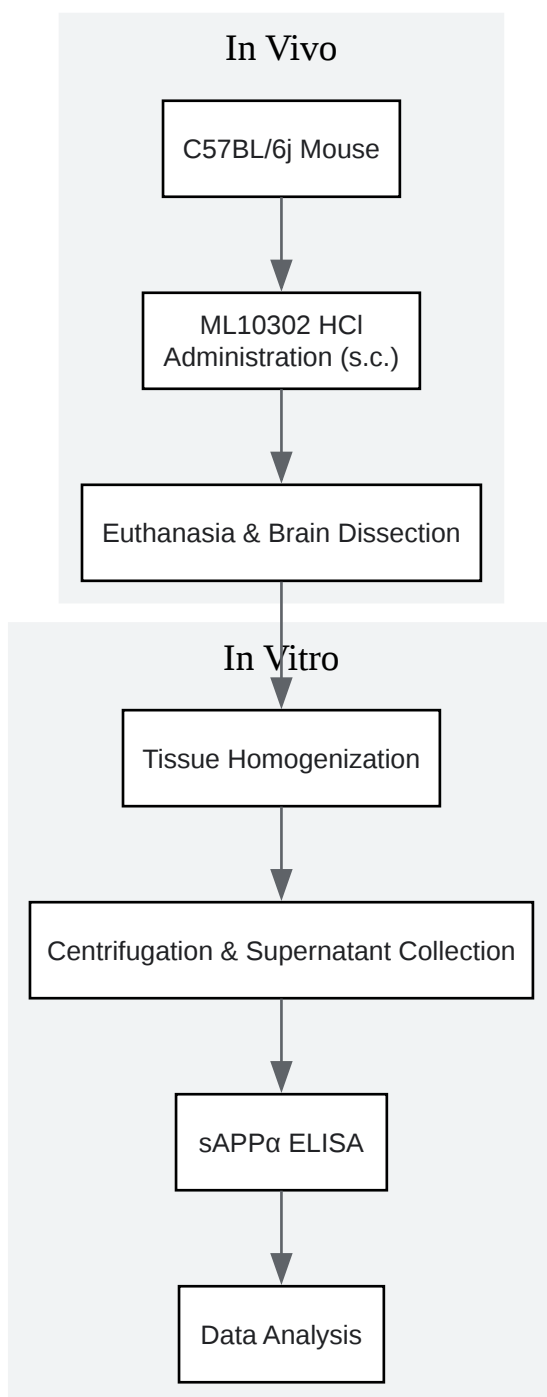 In Vivo
C57BL/6j Mouse
ML10302 HCl
Administration (s.c.)
Euthanasia & Brain Dissection
In Vitro
Tissue Homogenization
Centrifugation & Supernatant Collection
sAPPα ELISA
Data Analysis